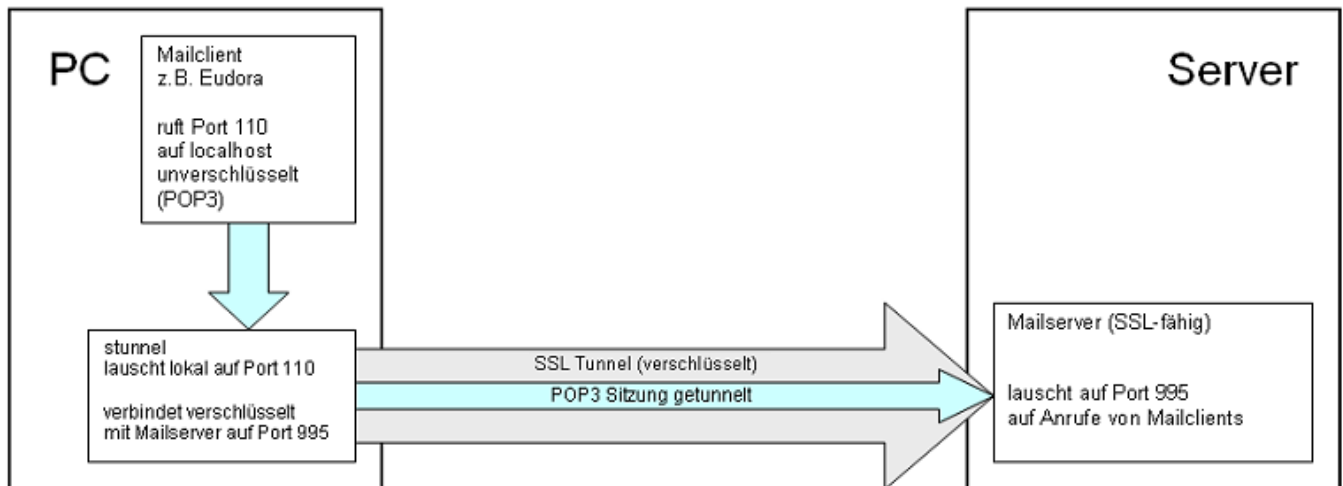 PC
Mailclient
z.B. Eudora
ruft Port 110
auf localhost
unverschlüsselt
(POP3)
stunnel
lauscht lokal auf Port 110
verbindet verschlüsselt
mit Mailserver auf Port 995
SSL Tunnel (verschlüsselt)
POP3 Sitzung getunnelt
Server
Mailserver (SSL-fähig)
lauscht auf Port 995
auf Anrufe von Mailclients